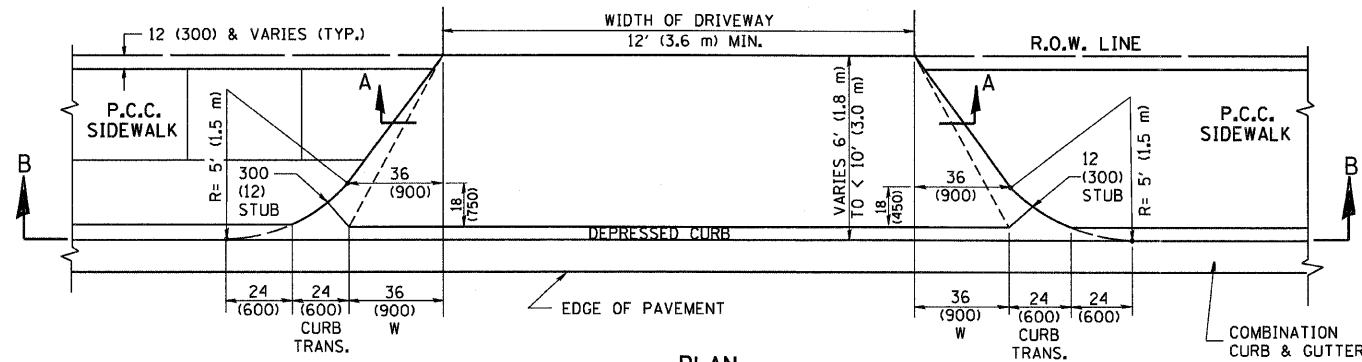 WIDTH OF DRIVEWAY
12' (3.6 m) MIN.
12 (300) & VARIES (TYP.)
R.O.W. LINE
A
A
P.C.C.
SIDEWALK
P.C.C.
SIDEWALK
R= 5' (1.5 m)
VARIES 6' (1.8 m)
TO < 10' (3.0 m)
R= 5' (1.5 m)
B
B
300
(12)
STUB
36
(900)
18
(750)
36
(900)
18
(450)
12
(300)
STUB
DEPRESSED CURB
24
(600)
24
(600)
CURB
TRANS.
36
(900)
W
EDGE OF PAVEMENT
36
(900)
W
24
(600)
CURB
TRANS.
24
(600)
COMBINATION
CURB & GUTTER